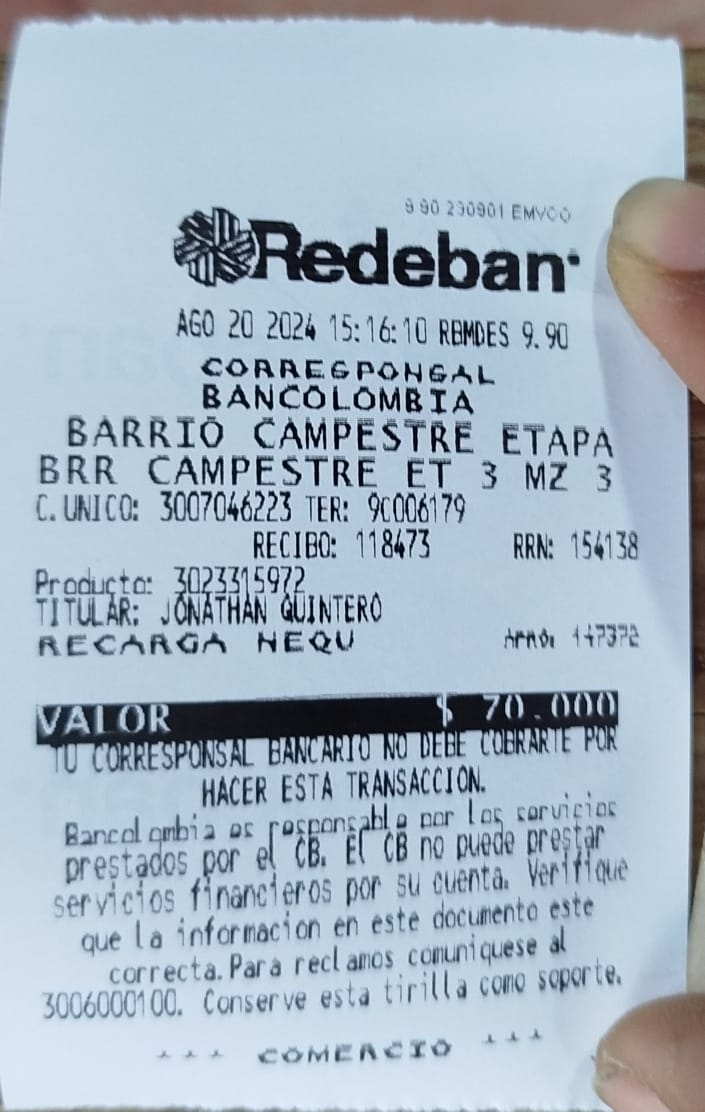 9 90 230901 EMVCO
Redeban
AGO 20 2024 15:16:10 RBMDES 9.90
CORRESPONSAL
BANCOLOMBIA
BARRIO CAMPESTRE ETAPA
BRR CAMPESTRE ET 3 MZ 3
C. UNICO: 3007046223 TER: 9C006179
RECIBO: 118473 RRN: 154138
Producto: 3023315972
TITULAR: JONATHAN QUINTERO
RECARGA NEQU APRO: 147372
VALOR $ 70.000
TU CORRESPONSAL BANCARIO NO DEBE COBRARTE POR
HACER ESTA TRANSACCION.
Bancolombia es responsable por los servicios
prestados por el CB. El CB no puede prestar
servicios financieros por su cuenta. Verifique
que la informacion en este documento este
correcta. Para reclamos comuniquese al
3006000100. Conserve esta tirilla como soporte.
*** COMERCIO ***